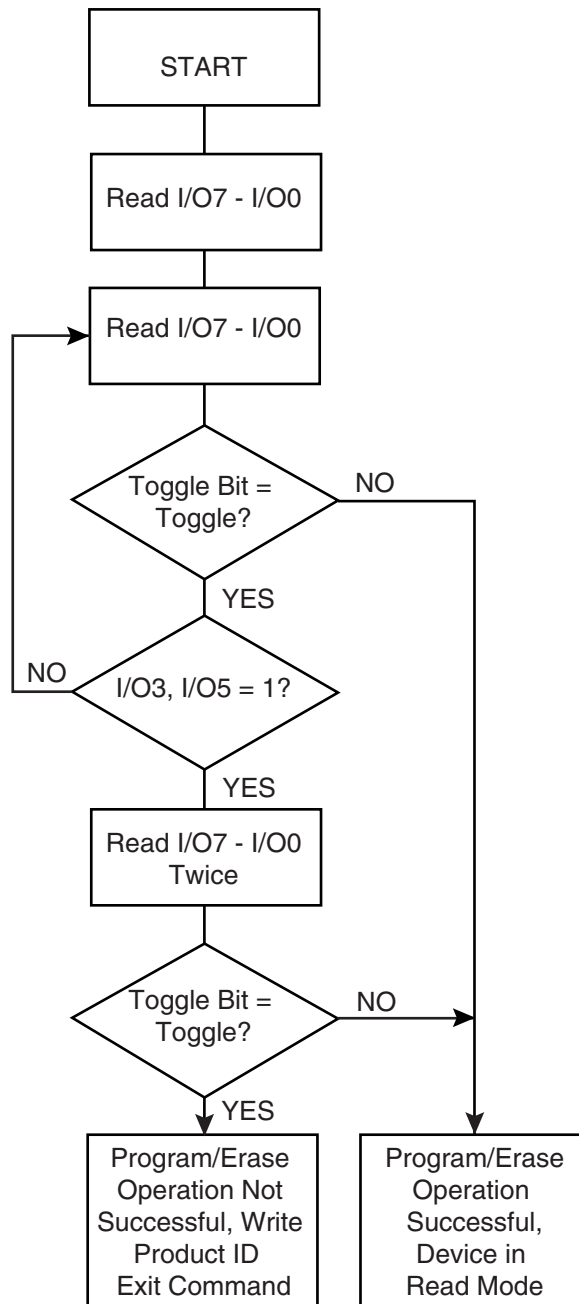 START
Read I/O7 - I/O0
Read I/O7 - I/O0
Toggle Bit =
Toggle?
NO
YES
NO
I/O3, I/O5 = 1?
YES
Read I/O7 - I/O0
Twice
Toggle Bit =
Toggle?
NO
YES
Program/Erase
Operation Not
Successful, Write
Product ID
Exit Command
Program/Erase
Operation
Successful,
Device in
Read Mode